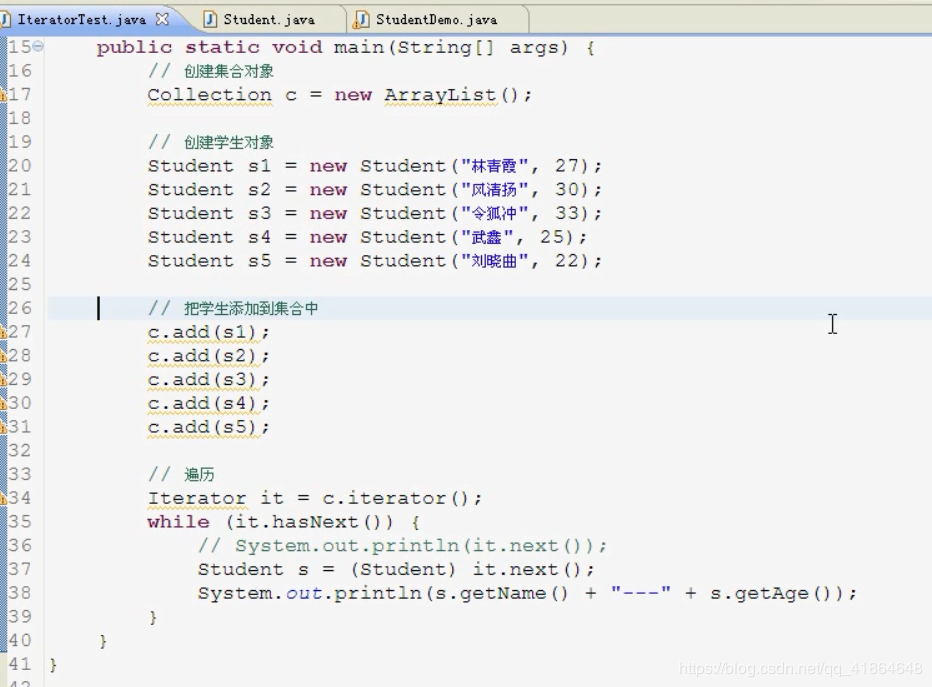 IteratorTest.java Student.java StudentDemo.java
15 public static void main(String[] args) {
16 // 创建集合对象
17 Collection c = new ArrayList();
18
19 // 创建学生对象
20 Student s1 = new Student("林青霞", 27);
21 Student s2 = new Student("风清扬", 30);
22 Student s3 = new Student("令狐冲", 33);
23 Student s4 = new Student("武鑫", 25);
24 Student s5 = new Student("刘晓曲", 22);
25
26 // 把学生添加到集合中
27 c.add(s1);
28 c.add(s2);
29 c.add(s3);
30 c.add(s4);
31 c.add(s5);
32
33 // 遍历
34 Iterator it = c.iterator();
35 while (it.hasNext()) {
36 // System.out.println(it.next());
37 Student s = (Student) it.next();
38 System.out.println(s.getName() + "---" + s.getAge());
39 }
40 }
41 }
https://blog.csdn.net/qq_41864648